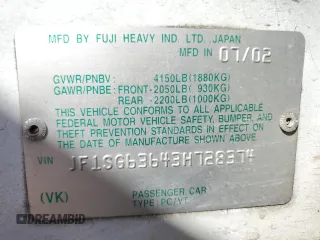 MFD BY FUJI HEAVY IND. LTD., JAPAN
MFD IN 07/02
GVWR/PNBV: 4150LB(1880KG)
GAWR/PNBE: FRONT-2050LB( 930KG)
REAR -2200LB(1000KG)
THIS VEHICLE CONFORMS TO ALL APPLICABLE
FEDERAL MOTOR VEHICLE SAFETY, BUMPER,
AND THEFT PREVENTION STANDARDS IN EFFECT ON
THE DATE OF MANUFACTURE SHOWN ABOVE.
VIN JF1SG63643H728374
(VK) PASSENGER CAR
TYPE:PC/VT
DREAMBID